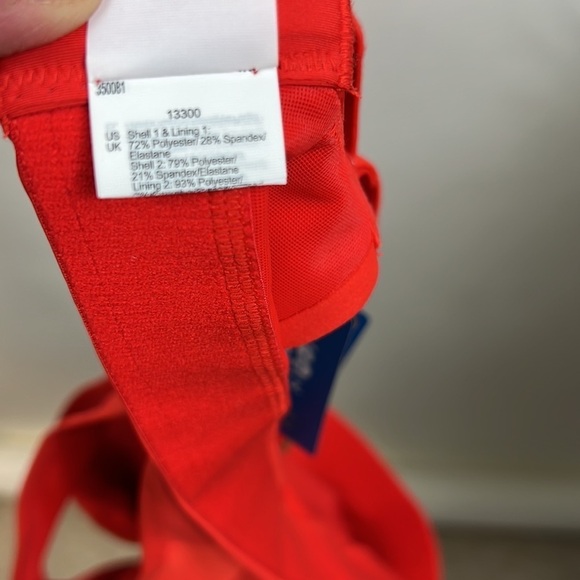 350081
13300
US Shell 1 & Lining 1:
UK 72% Polyester/ 28% Spandex/
Elastane
Shell 2: 79% Polyester/
21% Spandex/Elastane
Lining 2: 93% Polyester/